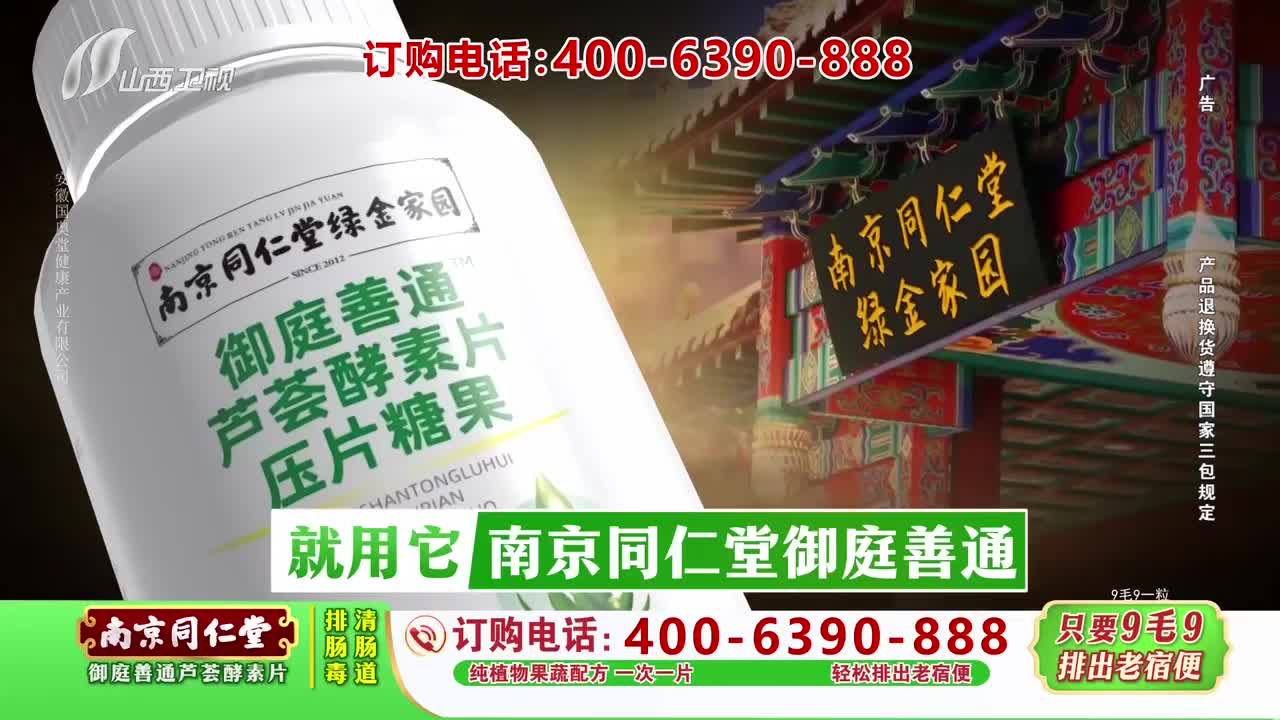 山西卫视
订购电话:400-6390-888
广告
产品退换货遵守国家三包规定
安徽国奥堂健康产业有限公司
NANJING TONG REN TANG LV JIN JIA YUAN
南京同仁堂绿金家园
SINCE 2012
御庭善通™
芦荟酵素片
压片糖果
SHANTONGLUHUI
PIAN
南京同仁堂
绿金家园
就用它 南京同仁堂御庭善通
9毛9一粒
南京同仁堂
御庭善通芦荟酵素片
清肠道
排肠毒
订购电话: 400-6390-888
纯植物果蔬配方 一次一片
轻松排出老宿便
只要9毛9
排出老宿便